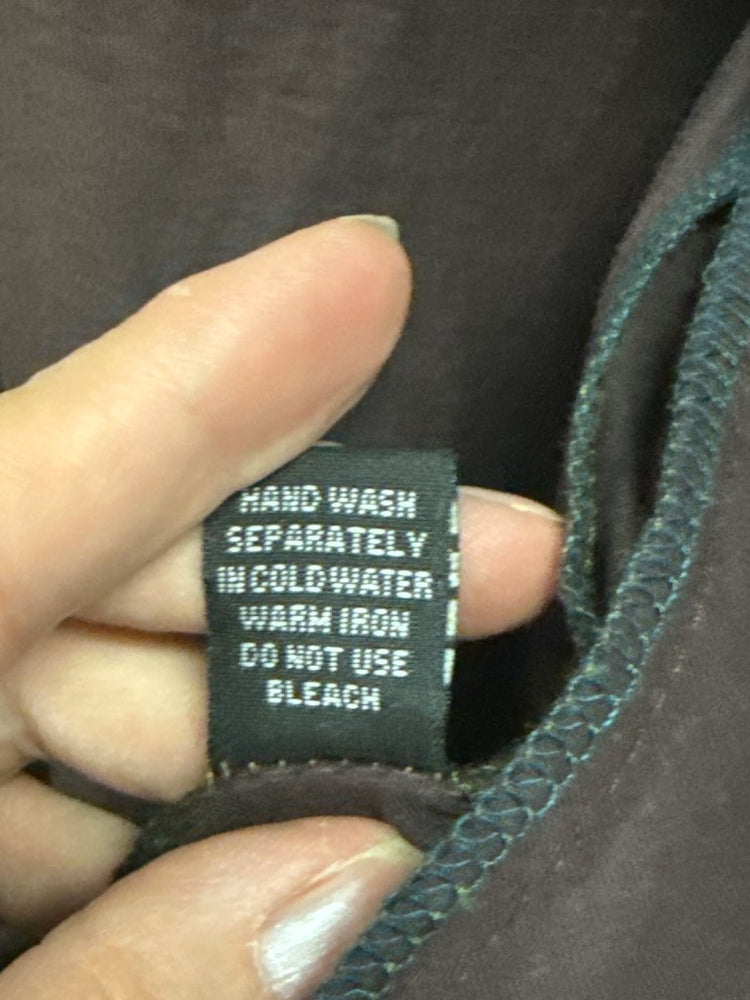 HAND WASH
SEPARATELY
IN COLD WATER
WARM IRON
DO NOT USE
BLEACH